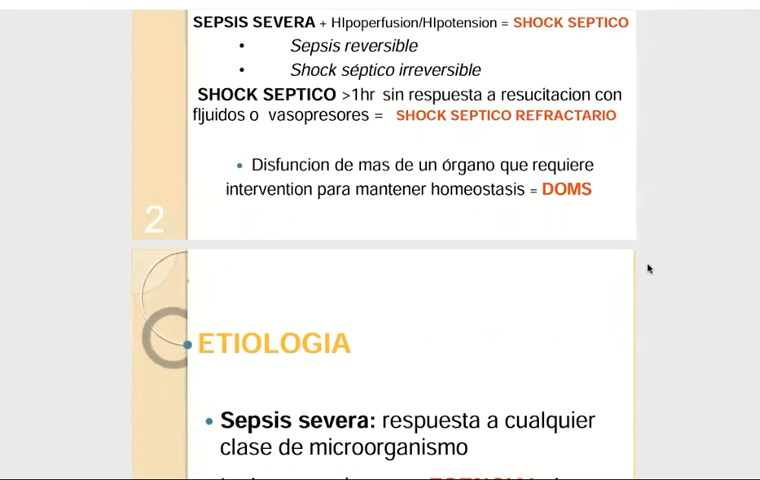 SEPSIS SEVERA + HIpoperfusion/HIpotension = SHOCK SEPTICO
• Sepsis reversible
• Shock séptico irreversible
SHOCK SEPTICO >1hr sin respuesta a resucitacion con
fljuidos o vasopresores = SHOCK SEPTICO REFRACTARIO
• Disfuncion de mas de un órgano que requiere
intervention para mantener homeostasis = DOMS
2
• ETIOLOGIA
• Sepsis severa: respuesta a cualquier
clase de microorganismo